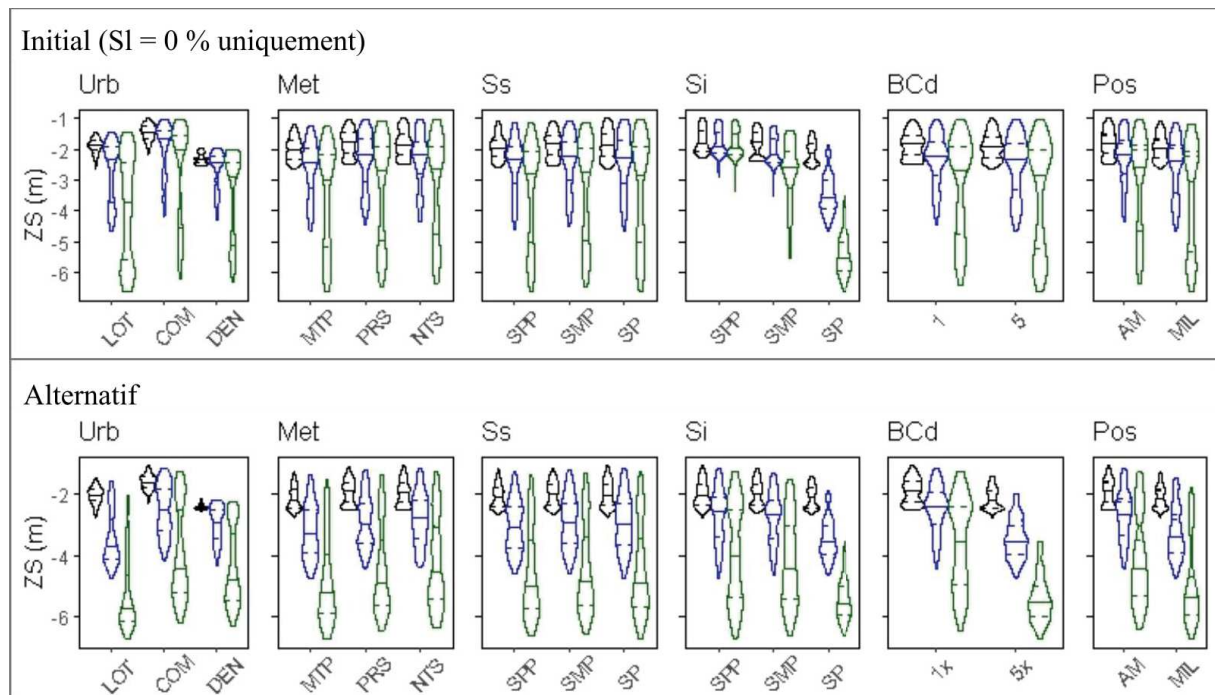 Initial (Sl = 0 % uniquement)
Urb Met Ss Si BCd Pos
-1
-2
-3
-4
-5
-6
ZS (m)
LOT COM DEN MTP PRS NTS SPP SMP SP SPP SMP SP 1 5 AM MIL
Alternatif
Urb Met Ss Si BCd Pos
-2
-4
-6
ZS (m)
LOT COM DEN MTP PRS NTS SPP SMP SP SPP SMP SP 1x 5x AM MIL